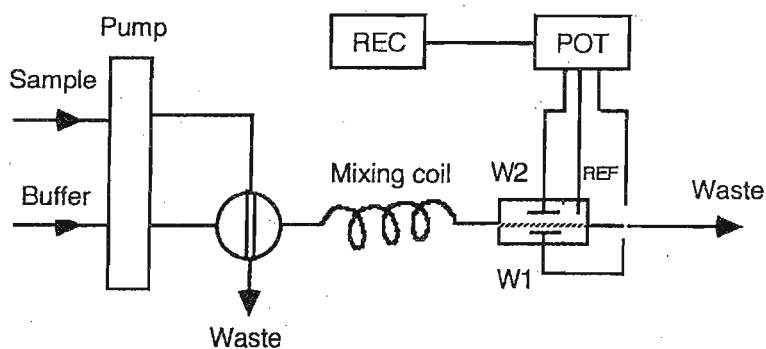 Pump
REC
POT
Sample
Buffer
Mixing coil
W2
REF
Waste
W1
Waste